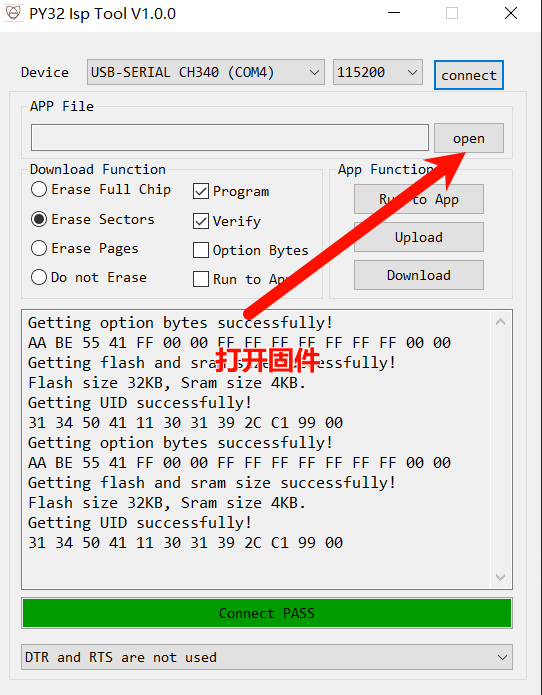 PY32 Isp Tool V1.0.0
Device USB-SERIAL CH340 (COM4) 115200 connect
APP File
open
Download Function
Erase Full Chip Program
Erase Sectors Verify
Erase Pages Option Bytes
Do not Erase Run to App
App Function
Run to App
Upload
Download
Getting option bytes successfully!
AA BE 55 41 FF 00 00 FF FF FF FF FF FF FF 00 00
Getting flash and sram size successfully!
打开固件
Flash size 32KB, Sram size 4KB.
Getting UID successfully!
31 34 50 41 11 30 31 39 2C C1 99 00
Getting option bytes successfully!
AA BE 55 41 FF 00 00 FF FF FF FF FF FF FF 00 00
Getting flash and sram size successfully!
Flash size 32KB, Sram size 4KB.
Getting UID successfully!
31 34 50 41 11 30 31 39 2C C1 99 00
Connect PASS
DTR and RTS are not used